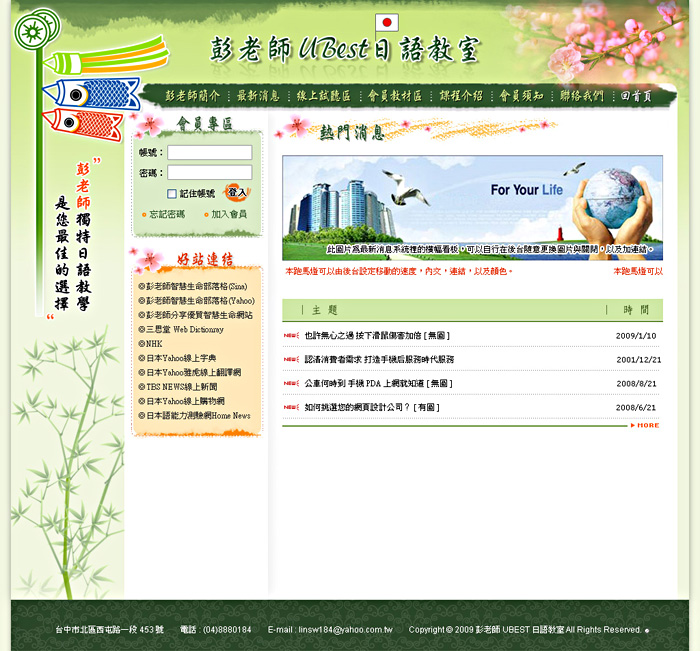 彭老師 UBest日語教室
彭老師簡介 最新消息 線上試聽區 會員教材區 課程介紹 會員須知 聯絡我們 回首頁
”彭老師獨特日語教學
是您最佳的選擇“
會員專區
帳號：
密碼：
記住帳號 登入
忘記密碼 加入會員
好站連結
◎彭老師智慧生命部落格(Sina)
◎彭老師智慧生命部落格(Yahoo)
◎彭老師分享優質智慧生命網站
◎三思堂 Web Dictionray
◎NHK
◎日本Yahoo線上字典
◎日本Yahoo雅虎線上翻譯網
◎TBS NEWS線上新聞
◎日本Yahoo線上購物網
◎日本語能力測驗網Home News
熱門消息
For Your Life
此圖片為最新消息系統裡的橫幅看板，可以自行在後台隨意更換圖片與開關，以及加連結。
本跑馬燈可以由後台設定移動的速度，內文，連結，以及顏色。 本跑馬燈可以
| 主 題 | 時 間
NEW 也許無心之過 按下滑鼠傷害加倍 [ 無圖 ] 2009/1/10
NEW 認清消費者需求 打造手機后服務時代服務 2001/12/21
NEW 公車何時到 手機 PDA 上網就知道 [ 無圖 ] 2008/8/21
NEW 如何挑選您的網頁設計公司？ [ 有圖 ] 2008/6/21
MORE
台中市北區西屯路一段 453 號 電話 : (04)8880184 E-mail : linsw184@yahoo.com.tw Copyright © 2009 彭老師 UBEST 日語教室 All Rights Reserved.